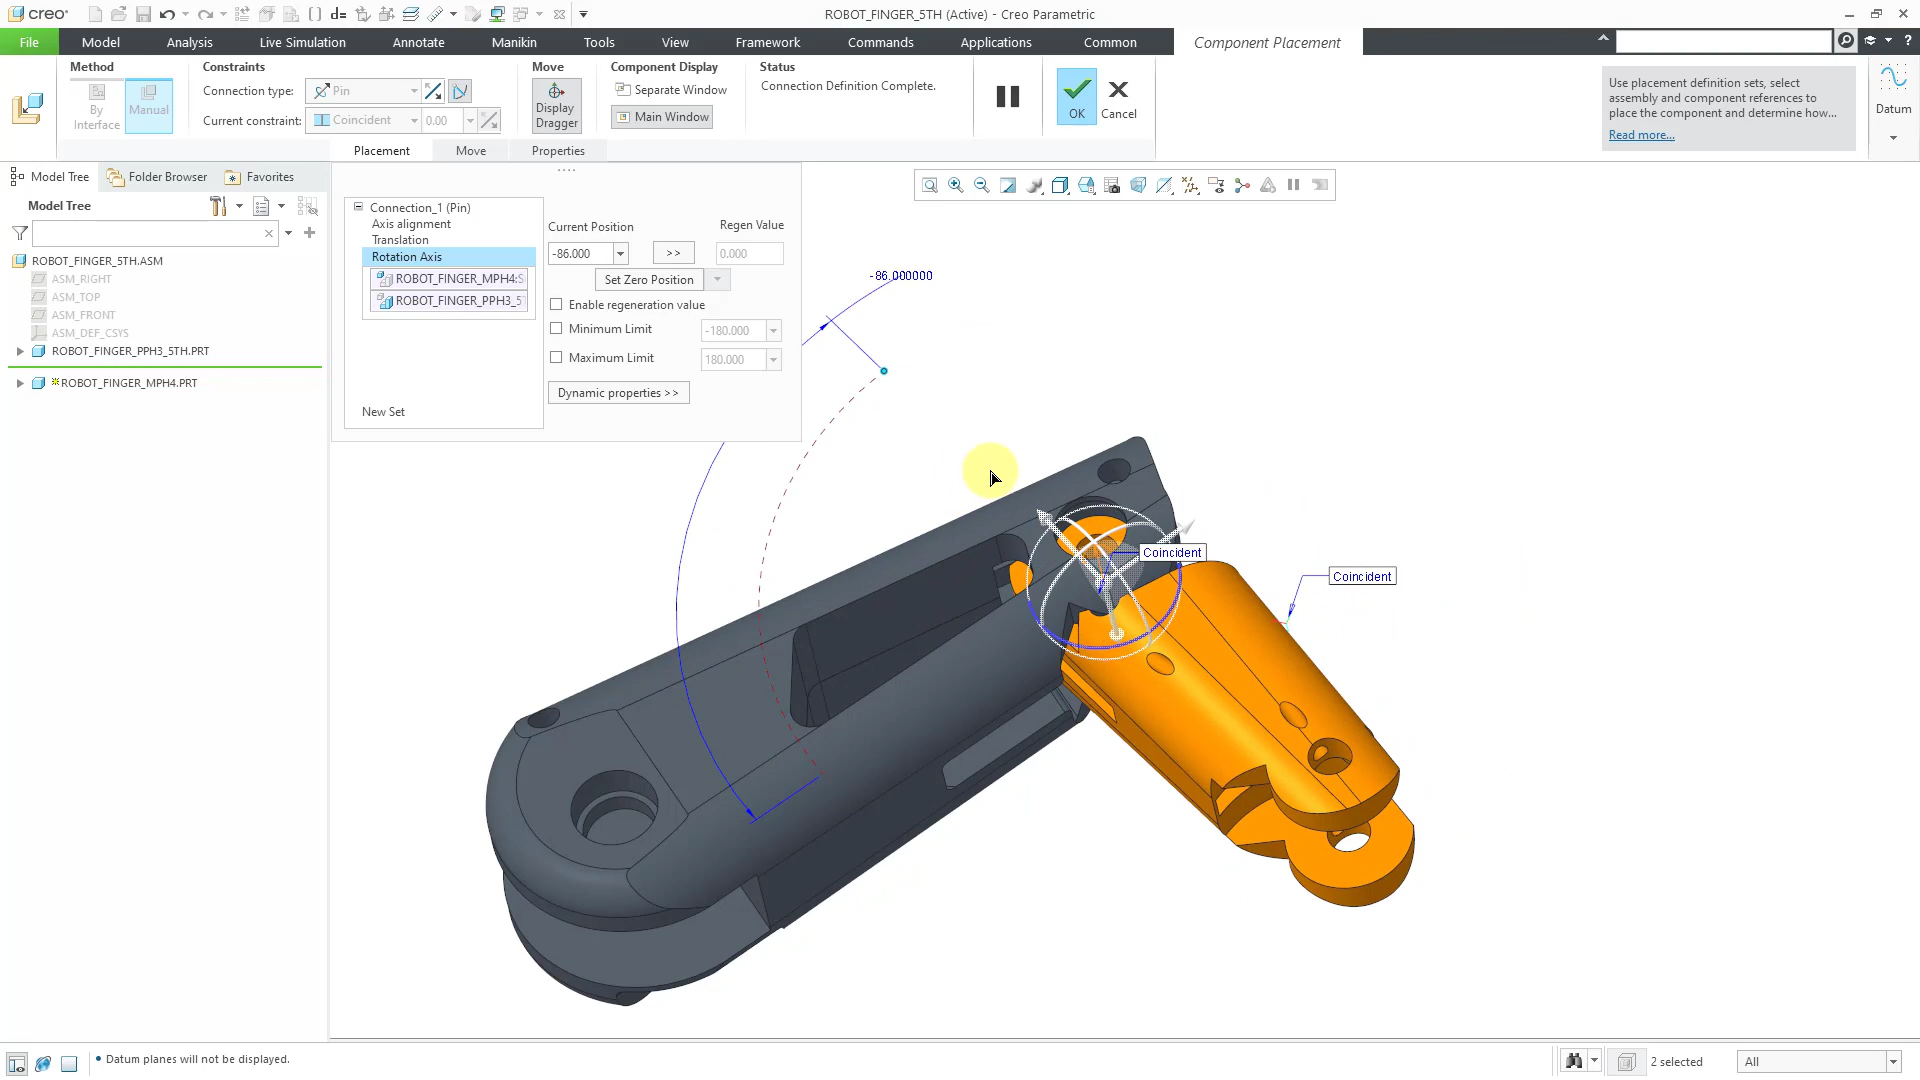 creo
ROBOT_FINGER_5TH (Active) - Creo Parametric
File
Model
Analysis
Live Simulation
Annotate
Manikin
Tools
View
Framework
Commands
Applications
Common
Component Placement
Method
By Interface
Manual
Constraints
Connection type:
Pin
Current constraint:
Coincident
0.00
Move
Display Dragger
Component Display
Separate Window
Main Window
Status
Connection Definition Complete.
OK
Cancel
Use placement definition sets, select
assembly and component references to
place the component and determine how...
Read more...
Datum
Placement
Move
Properties
Model Tree
Folder Browser
Favorites
Model Tree
ROBOT_FINGER_5TH.ASM
ASM_RIGHT
ASM_TOP
ASM_FRONT
ASM_DEF_CSYS
ROBOT_FINGER_PPH3_5TH.PRT
ROBOT_FINGER_MPH4.PRT
Connection_1 (Pin)
Axis alignment
Translation
Rotation Axis
ROBOT_FINGER_MPH4:S
ROBOT_FINGER_PPH3_5T
New Set
Current Position
Regen Value
-86.000
>>
0.000
Set Zero Position
Enable regeneration value
Minimum Limit
-180.000
Maximum Limit
180.000
Dynamic properties >>
-86.000000
Coincident
Coincident
Datum planes will not be displayed.
2 selected
All